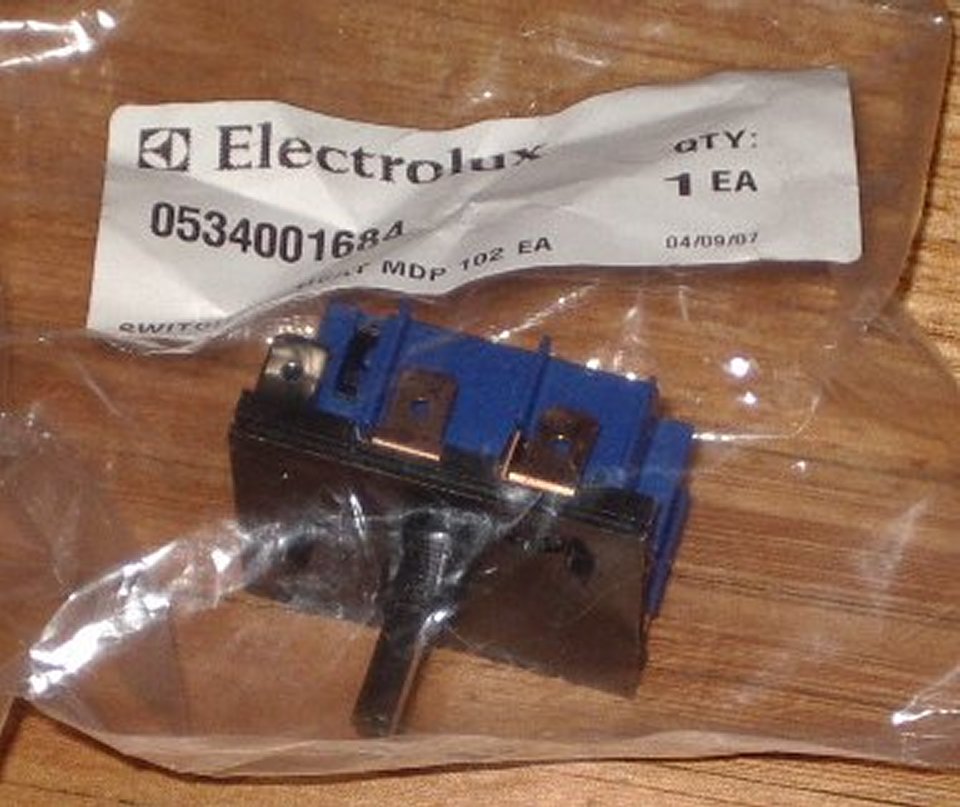 Electrolux
QTY:
1 EA
0534001684
04/09/07
MDP 102 EA